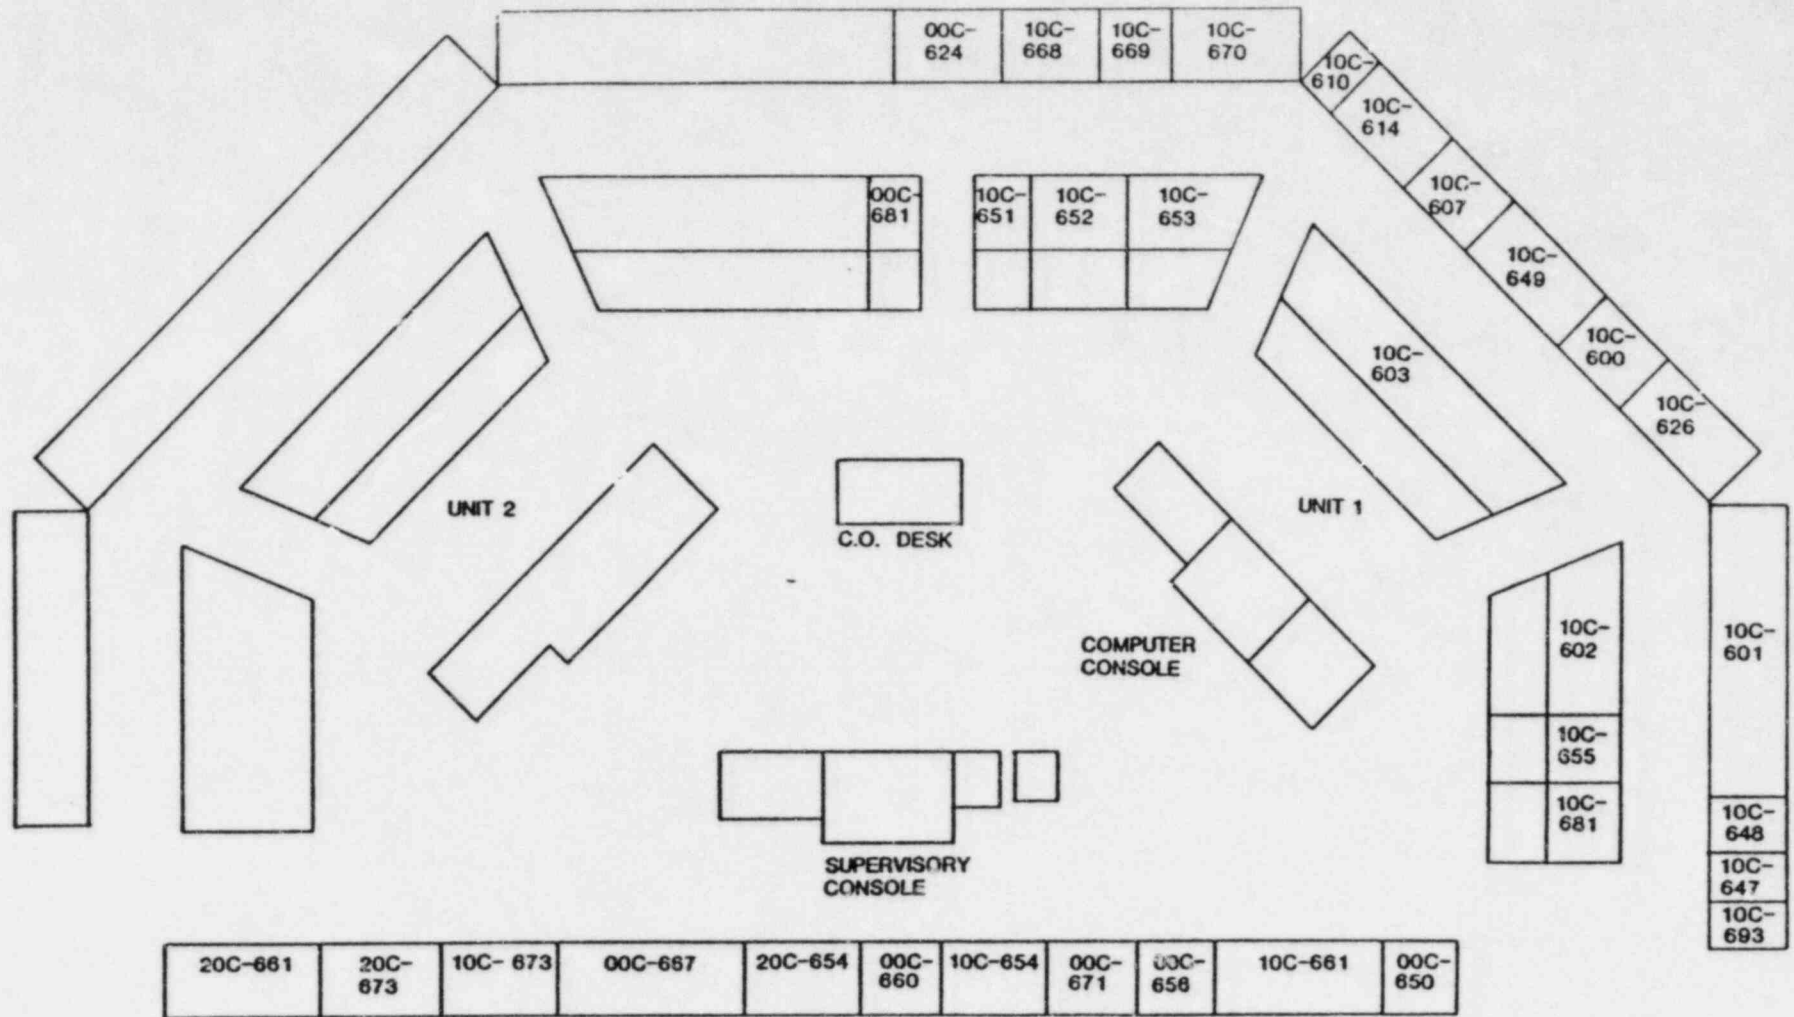 00C-
624
10C-
668
10C-
669
10C-
670
10C-
610
10C-
614
10C-
607
10C-
649
10C-
600
10C-
626
00C-
681
10C-
651
10C-
652
10C-
653
10C-
603
UNIT 2
C.O. DESK
UNIT 1
COMPUTER
CONSOLE
10C-
602
10C-
655
10C-
681
10C-
601
10C-
648
10C-
647
10C-
693
SUPERVISORY
CONSOLE
20C-661
20C-
673
10C- 673
00C-667
20C-654
00C-
660
10C-654
00C-
671
00C-
656
10C-661
00C-
650